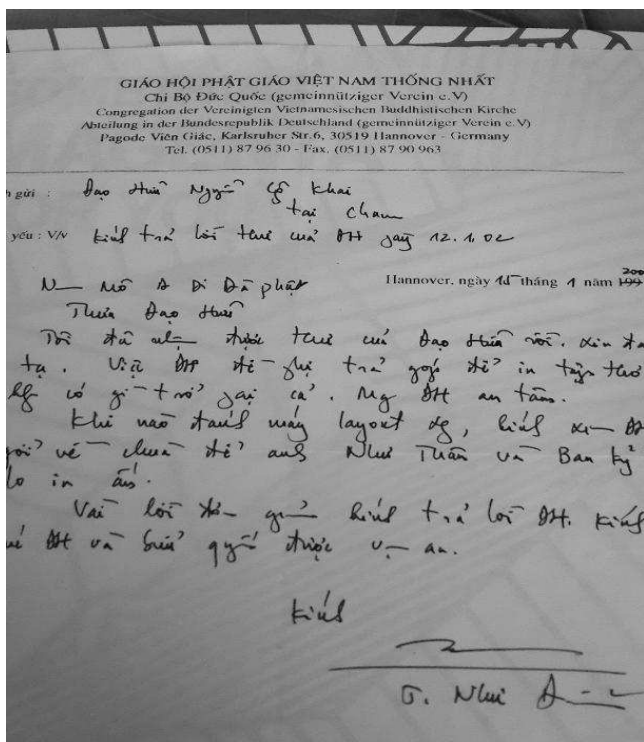 GIÁO HỘI PHẬT GIÁO VIỆT NAM THỐNG NHẤT
Chi Bộ Đức Quốc (gemeinnütziger Verein e.V)
Congregation der Vereinigten Vietnamesischen Buddhistischen Kirche
Abteilung in der Bundesrepublik Deutschland (gemeinnütziger Verein e.V)
Pagode Viên Giác, Karlsruher Str.6, 30519 Hannover - Germany
Tel. (0511) 87 96 30 - Fax. (0511) 87 90 963
gửi : Đạo Hữu Nguyễn Khai
tại Cham
yếu : V/v kính trả lời thư của ĐH ngày 12.1.02
Nam Mô A Di Đà Phật
Hannover, ngày 15 tháng 1 năm 199 200
Thưa Đạo Hữu
Tôi đã nhận được thư của Đạo Hữu rồi. Xin đa
tạ. Việc ĐH đề nghị trả góp để in tập thơ
có gì trở ngại cả. Mong ĐH an tâm.
Khi nào đánh máy layout xong, kính xin ĐH
gởi về chùa để anh Như Thân và Ban kỹ
lo in ấn.
Vài lời đơn giản kính trả lời ĐH. Kính
ĐH và bửu quyến được vạn an.
Kính
T. Như